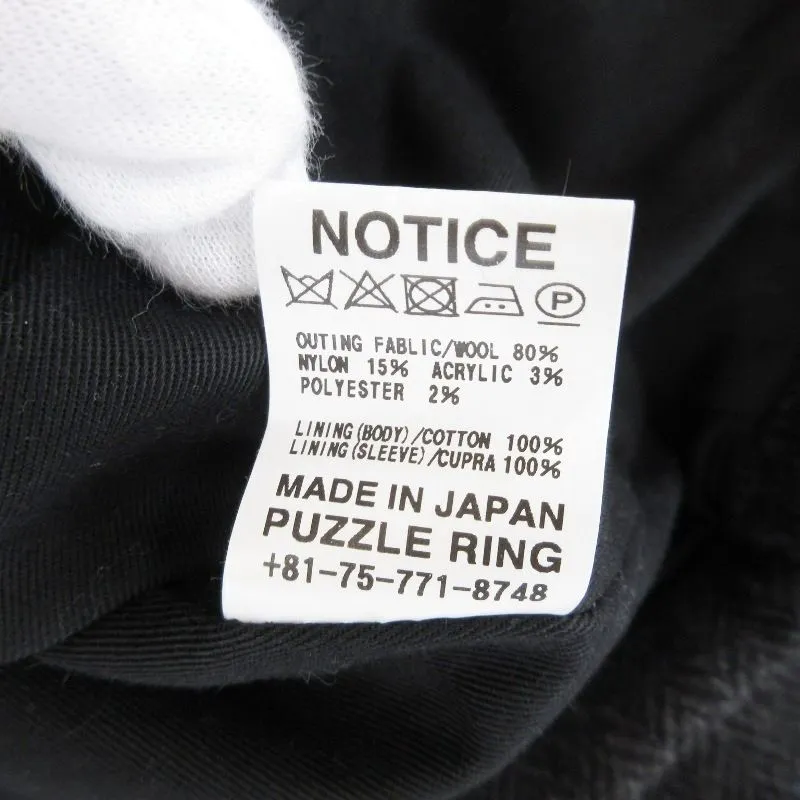 NOTICE
P
OUTING FABLIC/WOOL 80%
NYLON 15% ACRYLIC 3%
POLYESTER 2%
LINING(BODY)/COTTON 100%
LINING(SLEEVE)/CUPRA 100%
MADE IN JAPAN
PUZZLE RING
+81-75-771-8748